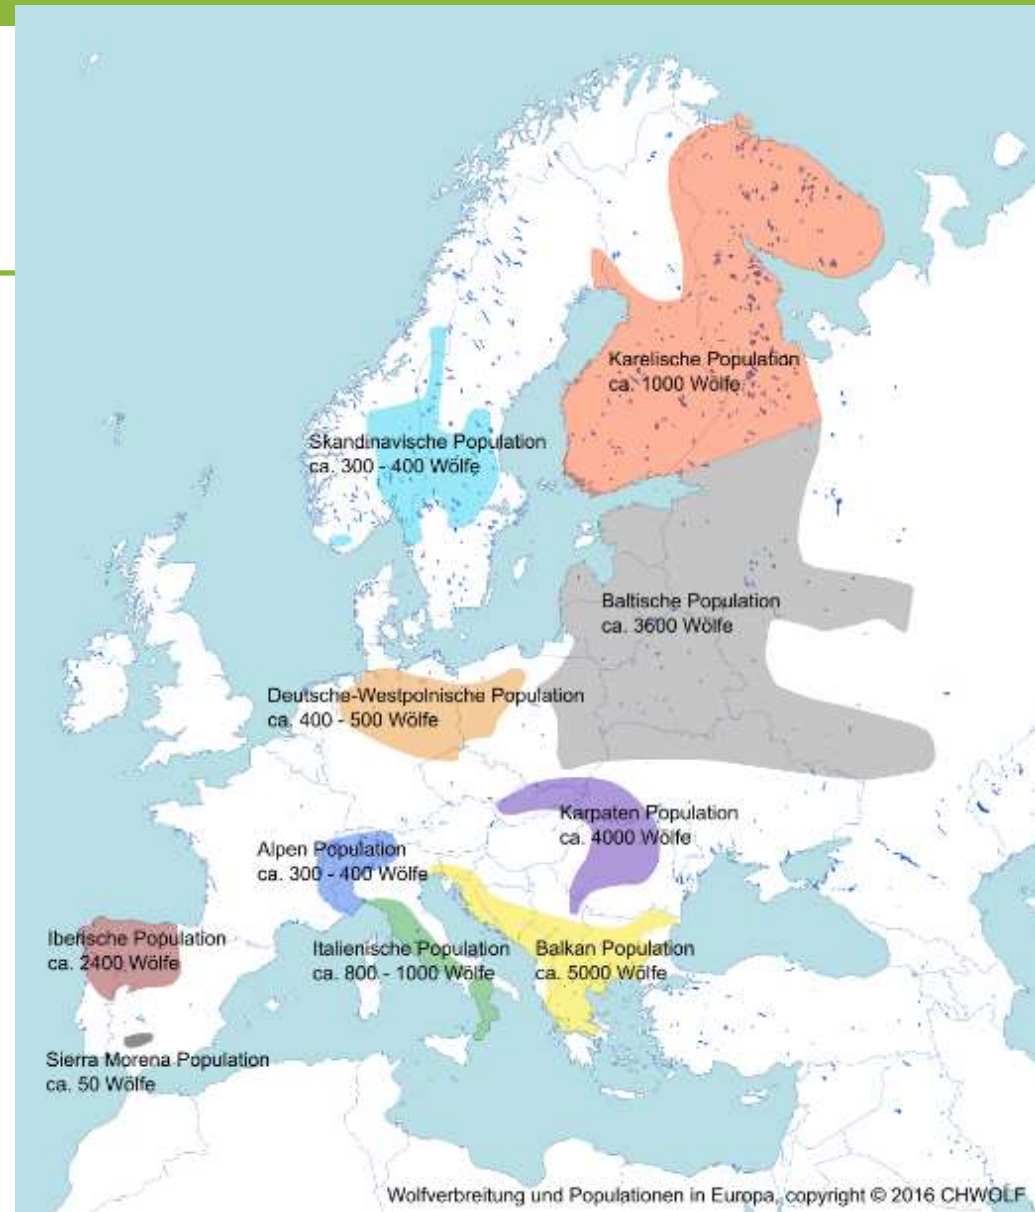 Karelische Population
ca. 1000 Wölfe
Skandinavische Population
ca. 300 - 400 Wölfe
Baltische Population
ca. 3600 Wölfe
Deutsche-Westpolnische Population
ca. 400 - 500 Wölfe
Karpaten Population
ca. 4000 Wölfe
Alpen Population
ca. 300 - 400 Wölfe
Iberische Population
ca. 2400 Wölfe
Italienische Population
ca. 800 - 1000 Wölfe
Balkan Population
ca. 5000 Wölfe
Sierra Morena Population
ca. 50 Wölfe
Wolfverbreitung und Populationen in Europa, copyright © 2016 CHWOLF